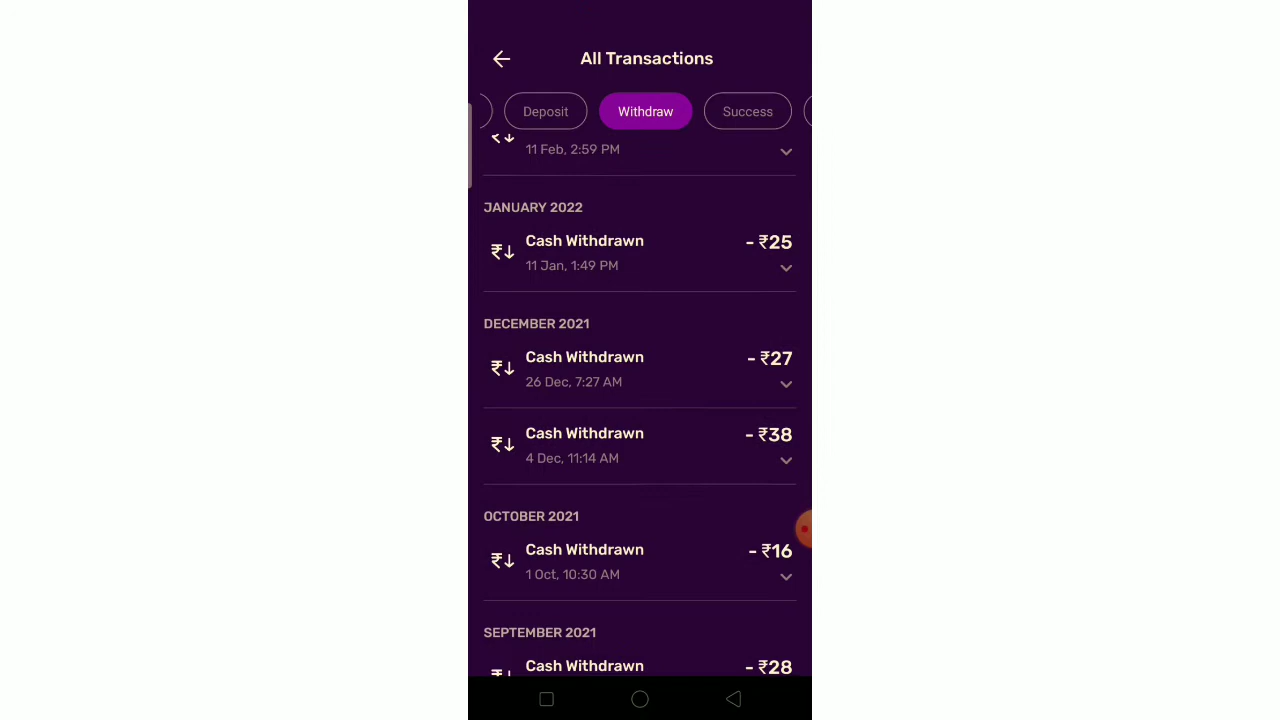 All Transactions
Deposit
Withdraw
Success
11 Feb, 2:59 PM
JANUARY 2022
Cash Withdrawn
- ₹25
11 Jan, 1:49 PM
DECEMBER 2021
Cash Withdrawn
- ₹27
26 Dec, 7:27 AM
Cash Withdrawn
- ₹38
4 Dec, 11:14 AM
OCTOBER 2021
Cash Withdrawn
- ₹16
1 Oct, 10:30 AM
SEPTEMBER 2021
Cash Withdrawn
- ₹28